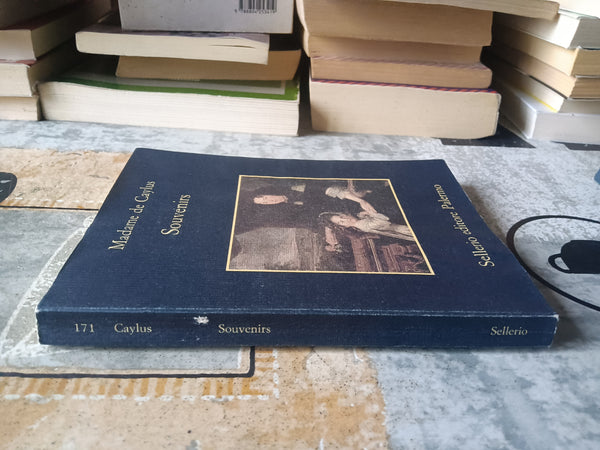 Madame de Caylus
Souvenirs
Sellerio editore Palermo
171 Caylus Souvenirs Sellerio